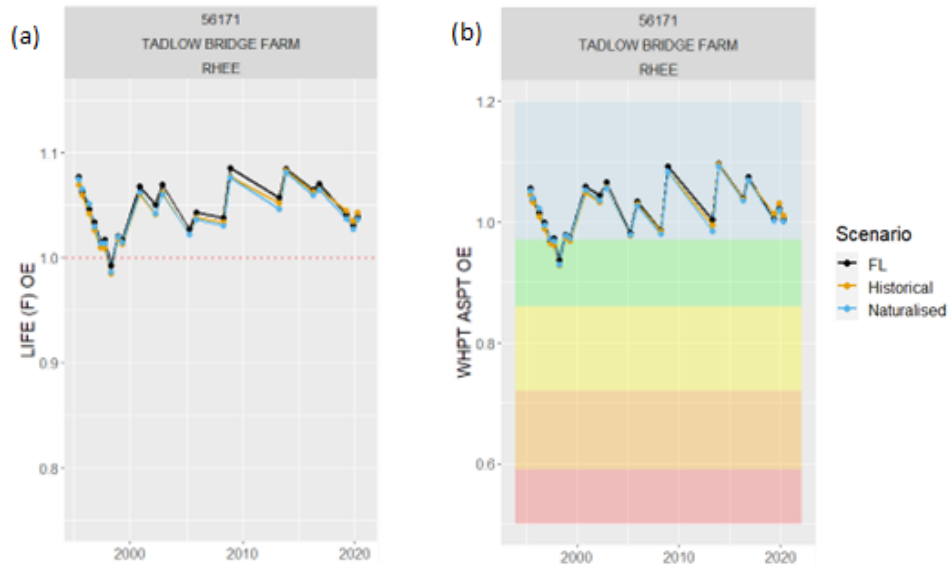 (a)
56171
TADLOW BRIDGE FARM
RHEE
LIFE (F) OE
1.1
1.0
0.9
0.8
2000
2010
2020
(b)
56171
TADLOW BRIDGE FARM
RHEE
WHPT ASPT OE
1.2
1.0
0.8
0.6
2000
2010
2020
Scenario
FL
Historical
Naturalised